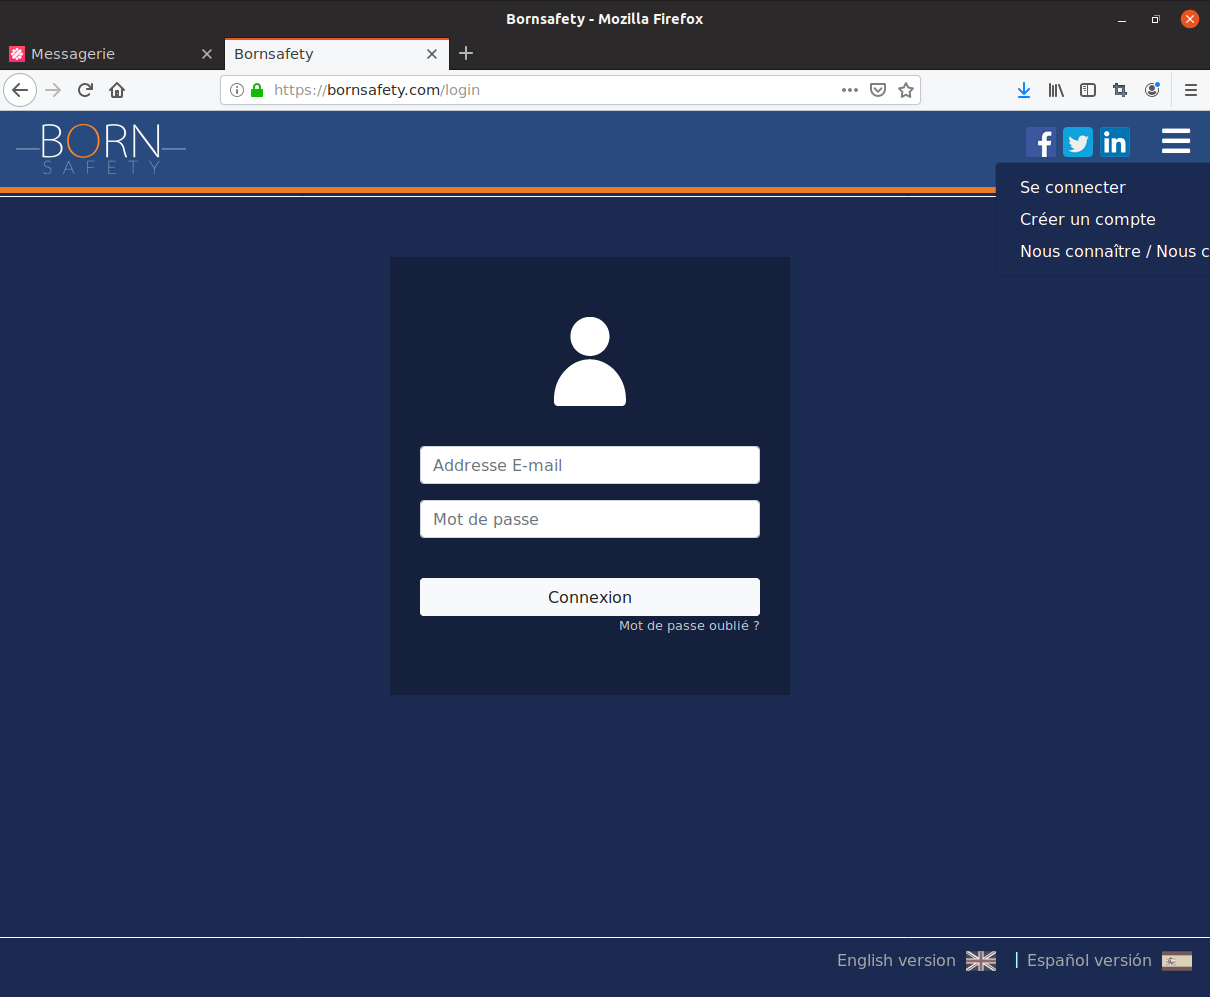 Bornsafety - Mozilla Firefox
Messagerie
Bornsafety
https://bornsafety.com/login
BORN
SAFETY
Se connecter
Créer un compte
Nous connaître / Nous c
Addresse E-mail
Mot de passe
Connexion
Mot de passe oublié ?
English version | Español versión